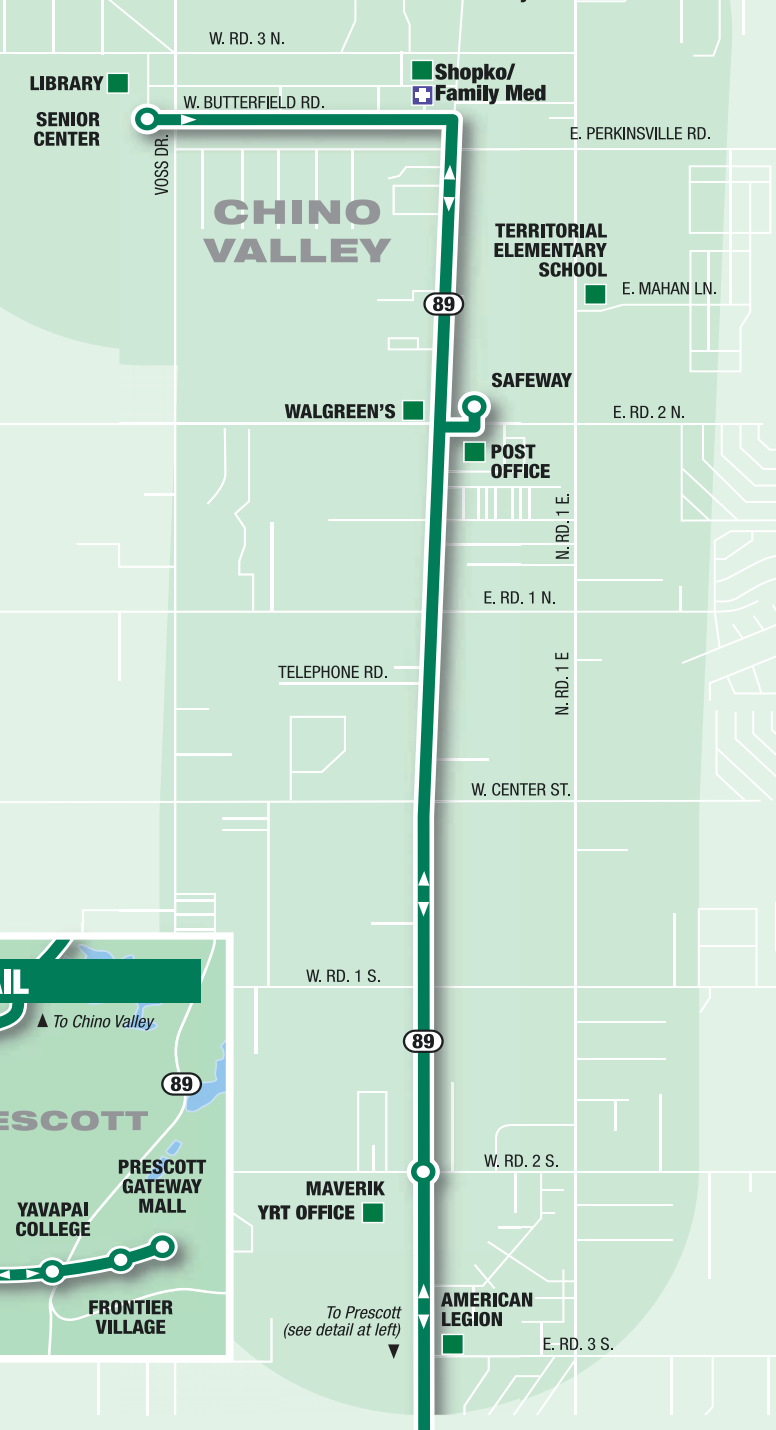 W. RD. 3 N.
LIBRARY
Shopko/
Family Med
W. BUTTERFIELD RD.
SENIOR
CENTER
E. PERKINSVILLE RD.
VOSS DR.
CHINO
VALLEY
TERRITORIAL
ELEMENTARY
SCHOOL
E. MAHAN LN.
89
SAFEWAY
WALGREEN'S
E. RD. 2 N.
POST
OFFICE
N. RD. 1 E.
E. RD. 1 N.
N. RD. 1 E
TELEPHONE RD.
W. CENTER ST.
W. RD. 1 S.
89
W. RD. 2 S.
MAVERIK
YRT OFFICE
To Prescott
(see detail at left)
AMERICAN
LEGION
E. RD. 3 S.
AIL
To Chino Valley
89
ESCOTT
PRESCOTT
GATEWAY
MALL
YAVAPAI
COLLEGE
FRONTIER
VILLAGE